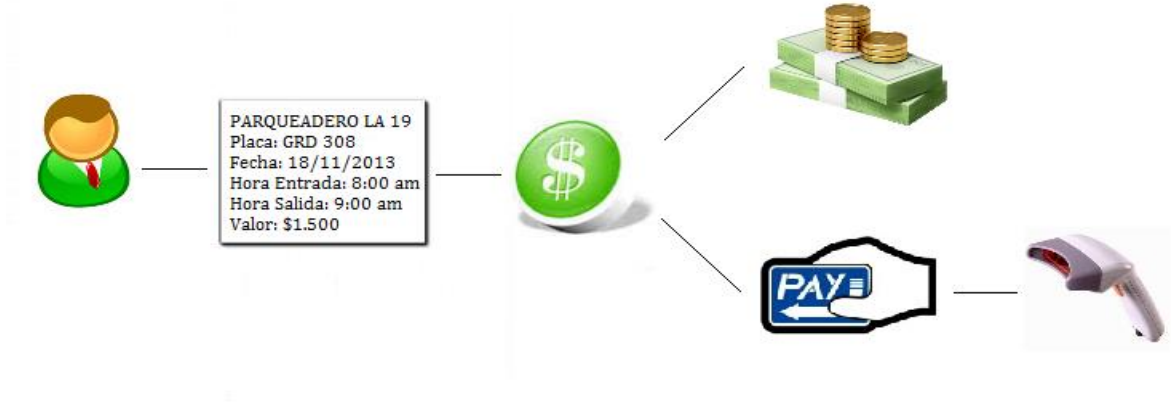 PARQUEADERO LA 19
Placa: GRD 308
Fecha: 18/11/2013
Hora Entrada: 8:00 am
Hora Salida: 9:00 am
Valor: $1.500
$
PAY